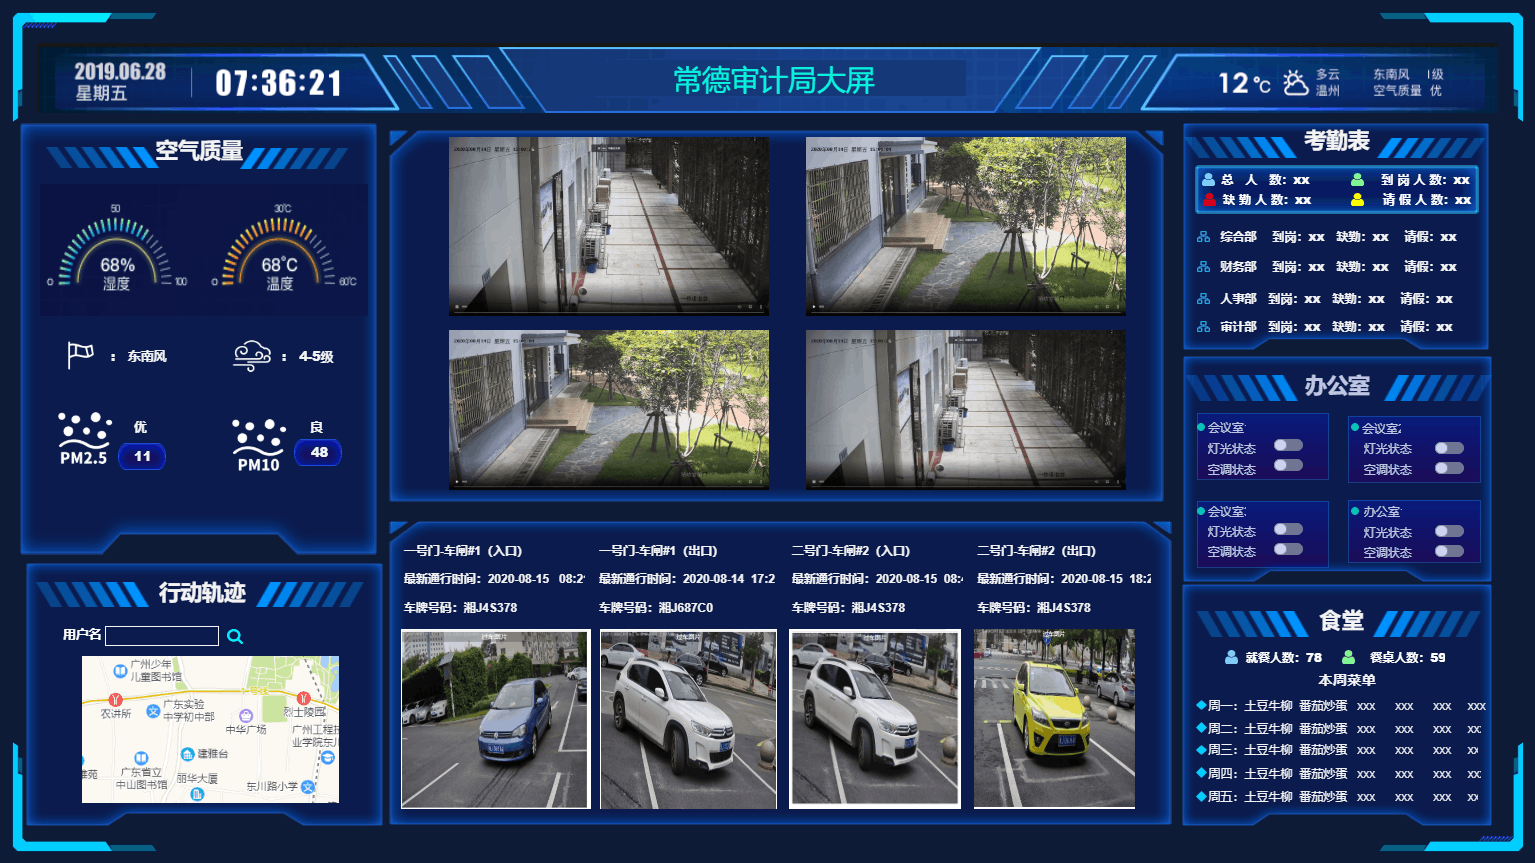 2019.06.28
星期五
07:36:21
常德审计局大屏
12℃
多云
温州
东南风
空气质量 优
空气质量
50
0
100
68%
湿度
30℃
0
60℃
68℃
温度
： 东南风
： 4-5级
优
PM2.5
11
良
PM10
48
行动轨迹
用户名
广州少年
儿童图书馆
农讲所
广东实验
中学初中部
中华广场
烈士陵园
广州工程技
业学院东川
建雅台
雅苑
广东省立
中山图书馆
丽华大厦
东川路小学
一号门-车闸#1（入口）
最新通行时间：2020-08-15 08:2
车牌号码：湘J4S378
过车图片
一号门-车闸#1（出口）
最新通行时间：2020-08-14 17:2
车牌号码：湘J687C0
过车图片
二号门-车闸#2（入口）
最新通行时间：2020-08-15 08:
车牌号码：湘J4S378
过车图片
二号门-车闸#2（出口）
最新通行时间：2020-08-15 18:2
车牌号码：湘J4S378
过车图片
考勤表
总 人 数：xx
到岗人数：xx
缺勤人数：xx
请假人数：xx
综合部 到岗：xx 缺勤：xx 请假：xx
财务部 到岗：xx 缺勤：xx 请假：xx
人事部 到岗：xx 缺勤：xx 请假：xx
审计部 到岗：xx 缺勤：xx 请假：xx
办公室
会议室
灯光状态
空调状态
会议室2
灯光状态
空调状态
会议室
灯光状态
空调状态
办公室
灯光状态
空调状态
食堂
就餐人数：78
餐桌人数：59
本周菜单
周一：土豆牛柳 番茄炒蛋 xxx xxx xxx xxx
周二：土豆牛柳 番茄炒蛋 xxx xxx xxx xx
周三：土豆牛柳 番茄炒蛋 xxx xxx xxx xx
周四：土豆牛柳 番茄炒蛋 xxx xxx xxx xx
周五：土豆牛柳 番茄炒蛋 xxx xxx xxx xx